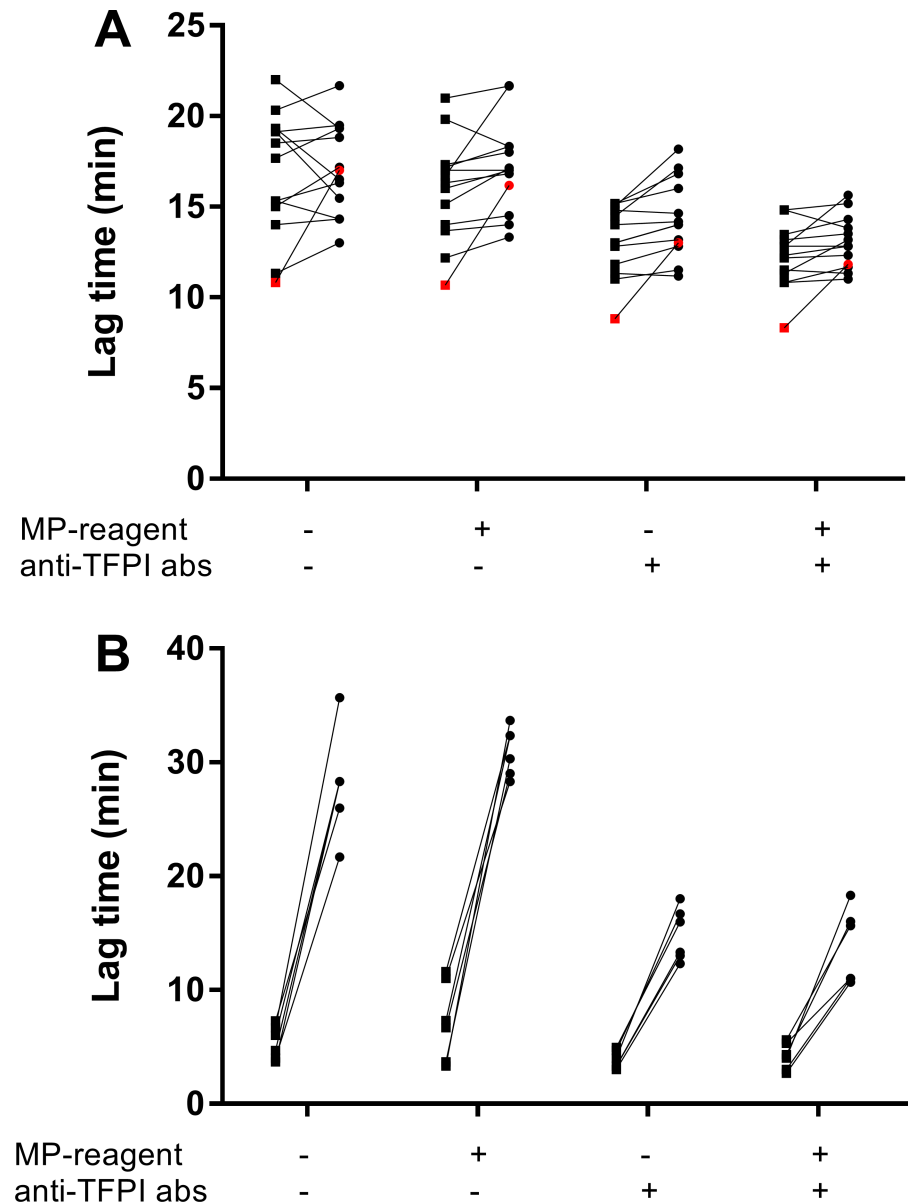 A
Lag time (min)
25
20
15
10
5
0
MP-reagent - + - +
anti-TFPI abs - - + +
B
Lag time (min)
40
30
20
10
0
MP-reagent - + - +
anti-TFPI abs - - + +